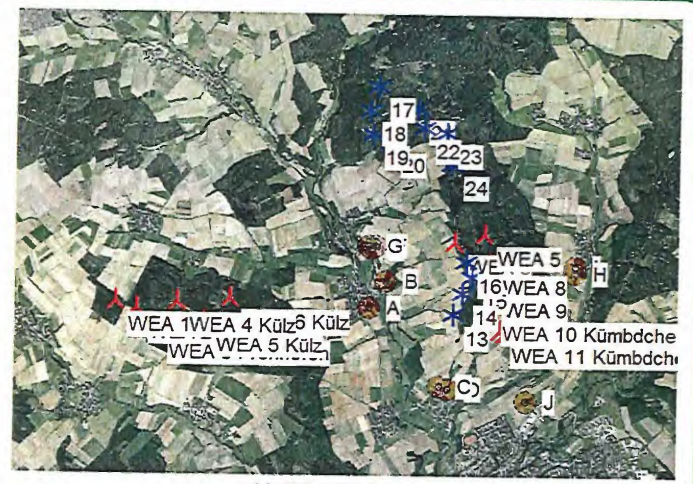 17
18
19
20
22
23
24
G
WEA 5
H
B
16
WEA 8
A
14
WEA 9
WEA 1
WEA 4 Külz
6 Külz
13
WEA 10 Kümbdche
WEA 5 Külz
WEA 11 Kümbdche
C
J